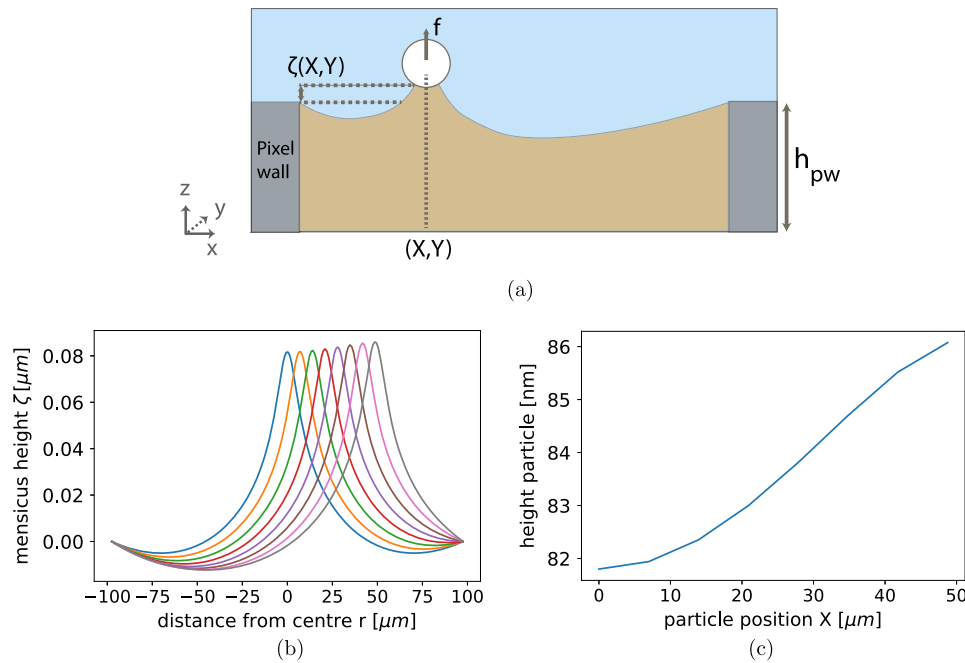 f
ζ(X,Y)
Pixel
wall
h_pw
z
y
x
(X,Y)
(a)
mensicus height ζ [μm]
0.08
0.06
0.04
0.02
0.00
−100 −75 −50 −25 0 25 50 75 100
distance from centre r [μm]
(b)
height particle [nm]
86
85
84
83
82
0 10 20 30 40 50
particle position X [μm]
(c)